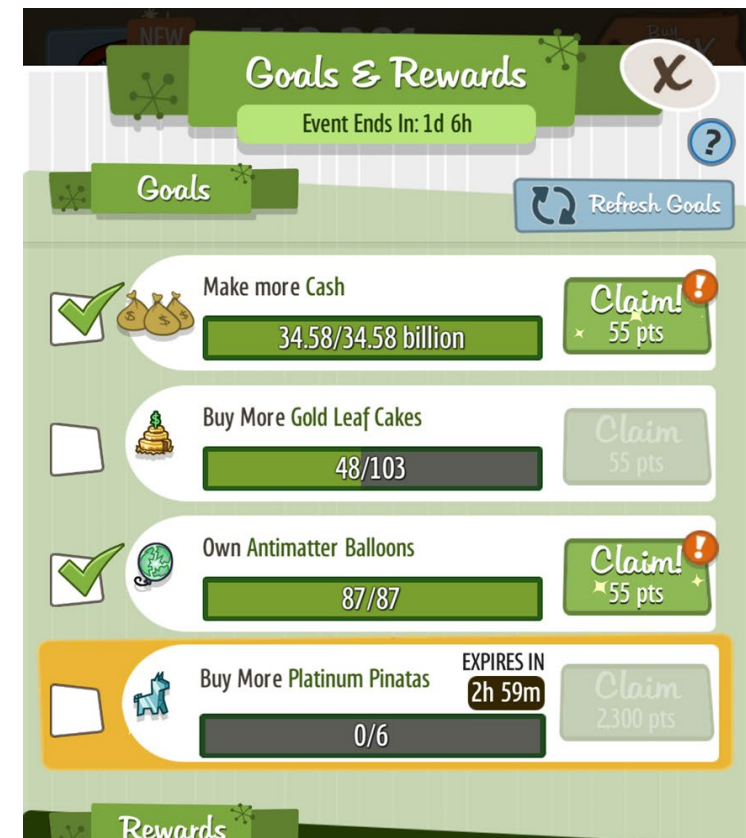 NEW
Buy
Goals & Rewards
X
Event Ends In: 1d 6h
?
Goals
Refresh Goals
Make more Cash
34.58/34.58 billion
Claim!
55 pts
Buy More Gold Leaf Cakes
48/103
Claim
55 pts
Own Antimatter Balloons
87/87
Claim!
55 pts
Buy More Platinum Pinatas
EXPIRES IN
2h 59m
0/6
Claim
2,300 pts
Rewards